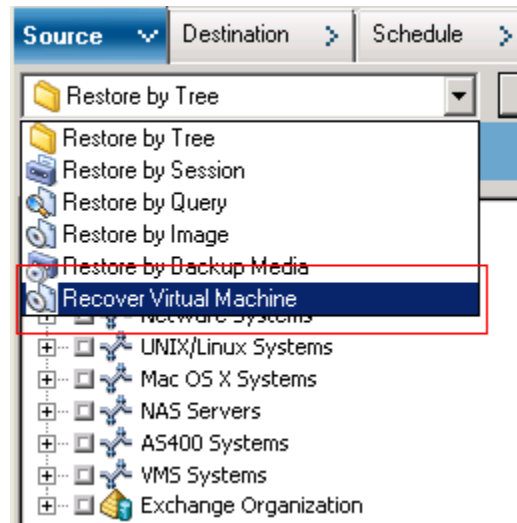 Source Destination Schedule
Restore by Tree
Restore by Tree
Restore by Session
Restore by Query
Restore by Image
Restore by Backup Media
Recover Virtual Machine
Netware Systems
UNIX/Linux Systems
Mac OS X Systems
NAS Servers
AS400 Systems
VMS Systems
Exchange Organization